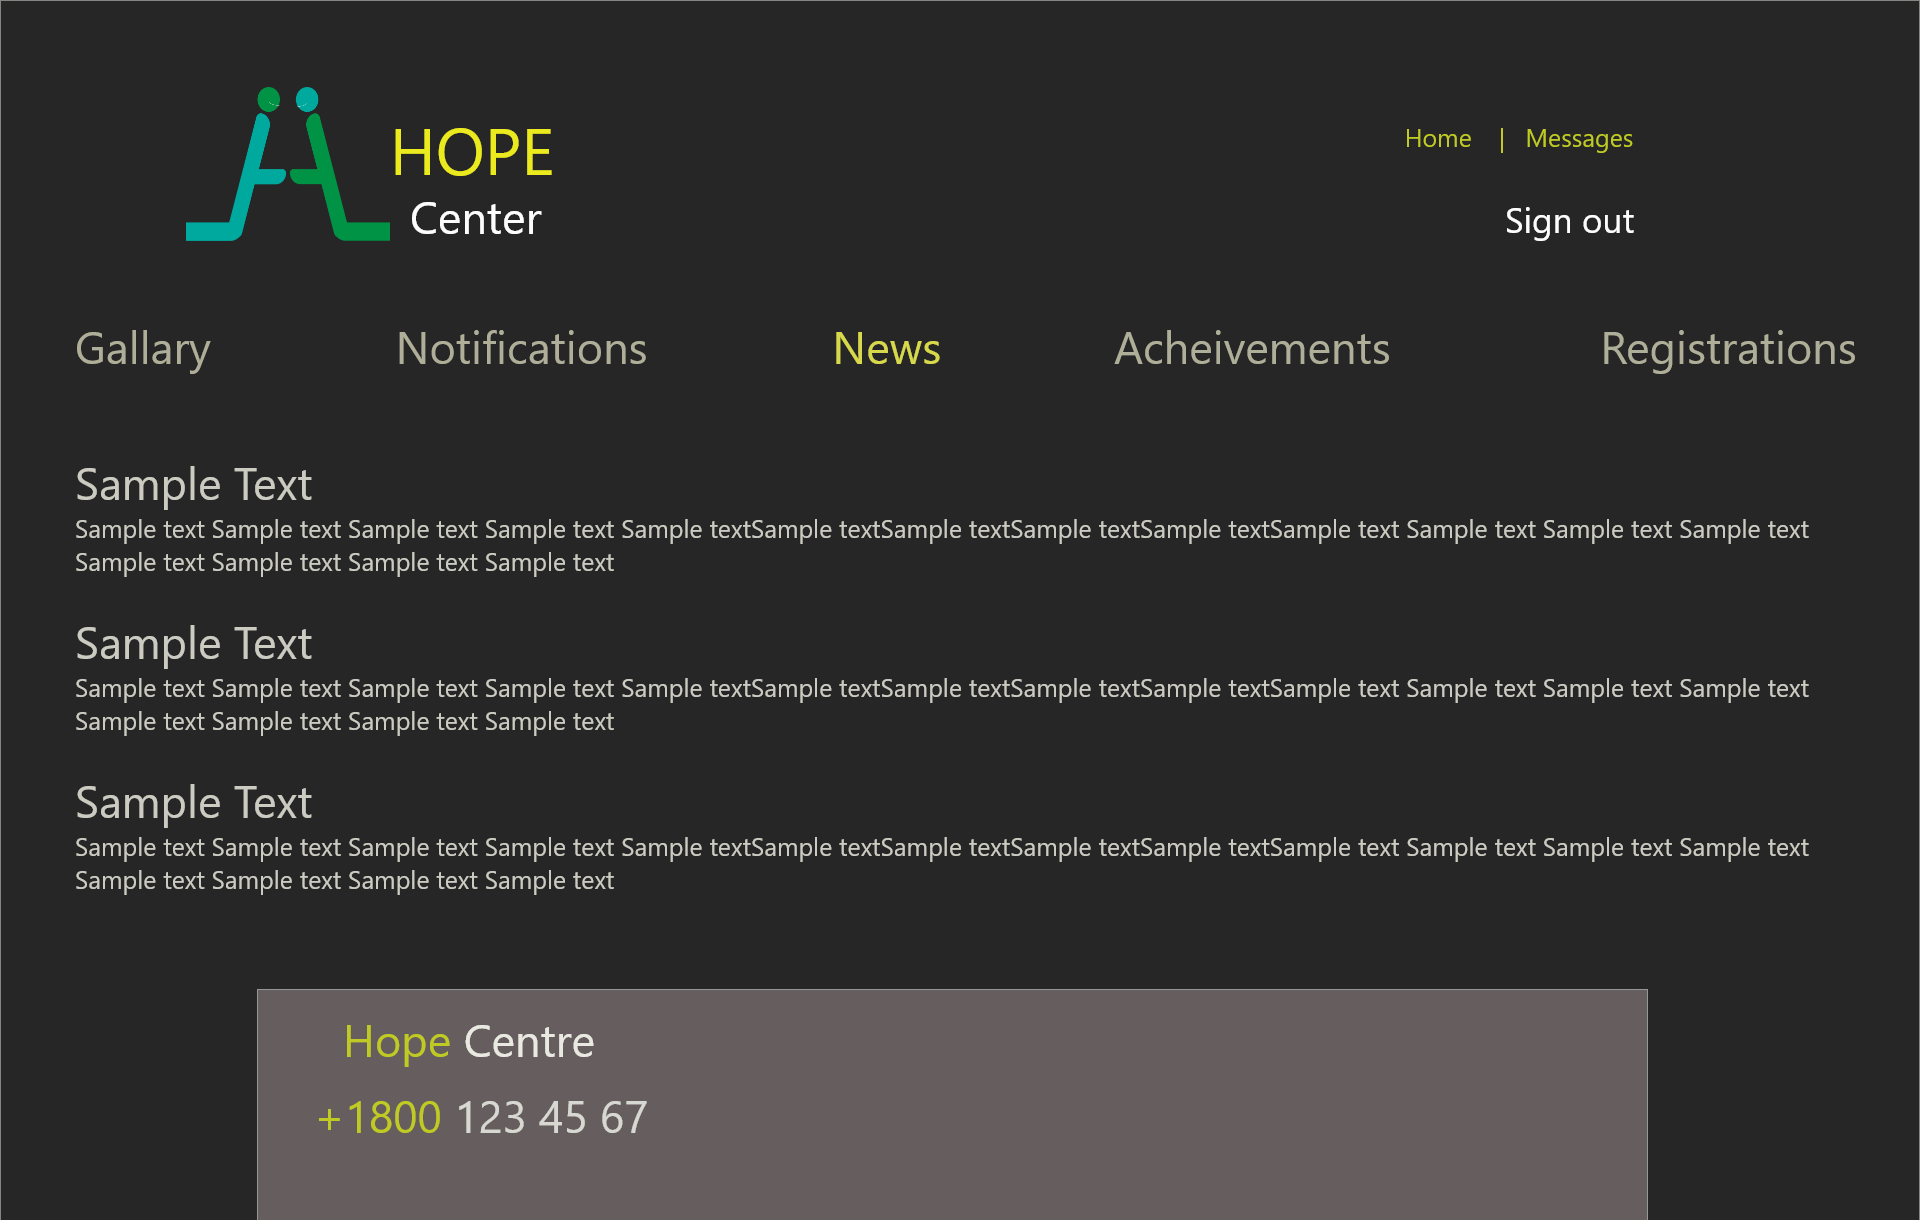 HOPE
Center
Home | Messages
Sign out
Gallary Notifications News Acheivements Registrations
Sample Text
Sample text Sample text Sample text Sample text Sample textSample textSample textSample textSample textSample text Sample text Sample text Sample text
Sample text Sample text Sample text Sample text
Sample Text
Sample text Sample text Sample text Sample text Sample textSample textSample textSample textSample textSample text Sample text Sample text Sample text
Sample text Sample text Sample text Sample text
Sample Text
Sample text Sample text Sample text Sample text Sample textSample textSample textSample textSample textSample text Sample text Sample text Sample text
Sample text Sample text Sample text Sample text
Hope Centre
+1800 123 45 67